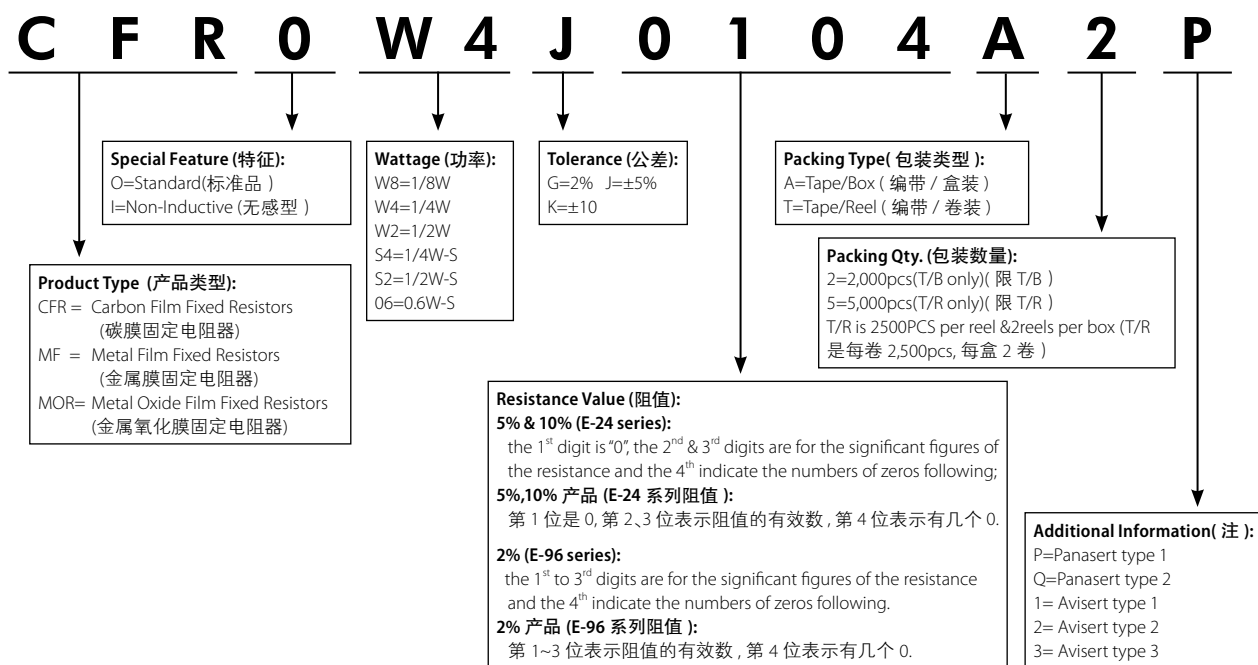 C F R 0 W 4 J 0 1 0 4 A 2 P
Special Feature (特征):
O=Standard(标准品 )
I=Non-Inductive (无感型 )
Wattage (功率):
W8=1/8W
W4=1/4W
W2=1/2W
S4=1/4W-S
S2=1/2W-S
06=0.6W-S
Tolerance (公差):
G=2% J=±5%
K=±10
Packing Type( 包装类型 ):
A=Tape/Box ( 编带 / 盒装 )
T=Tape/Reel ( 编带 / 卷装 )
Packing Qty. (包装数量):
2=2,000pcs(T/B only)( 限 T/B )
5=5,000pcs(T/R only)( 限 T/R )
T/R is 2500PCS per reel &2reels per box (T/R
是每卷 2,500pcs, 每盒 2 卷 )
Product Type (产品类型):
CFR = Carbon Film Fixed Resistors
(碳膜固定电阻器)
MF = Metal Film Fixed Resistors
(金属膜固定电阻器)
MOR= Metal Oxide Film Fixed Resistors
(金属氧化膜固定电阻器)
Resistance Value (阻值):
5% & 10% (E-24 series):
the 1st digit is "0", the 2nd & 3rd digits are for the significant figures of
the resistance and the 4th indicate the numbers of zeros following;
5%,10% 产品 (E-24 系列阻值 ):
第 1 位是 0, 第 2、3 位表示阻值的有效数 , 第 4 位表示有几个 0.
2% (E-96 series):
the 1st to 3rd digits are for the significant figures of the resistance
and the 4th indicate the numbers of zeros following.
2% 产品 (E-96 系列阻值 ):
第 1~3 位表示阻值的有效数 , 第 4 位表示有几个 0.
Additional Information( 注 ):
P=Panasert type 1
Q=Panasert type 2
1= Avisert type 1
2= Avisert type 2
3= Avisert type 3